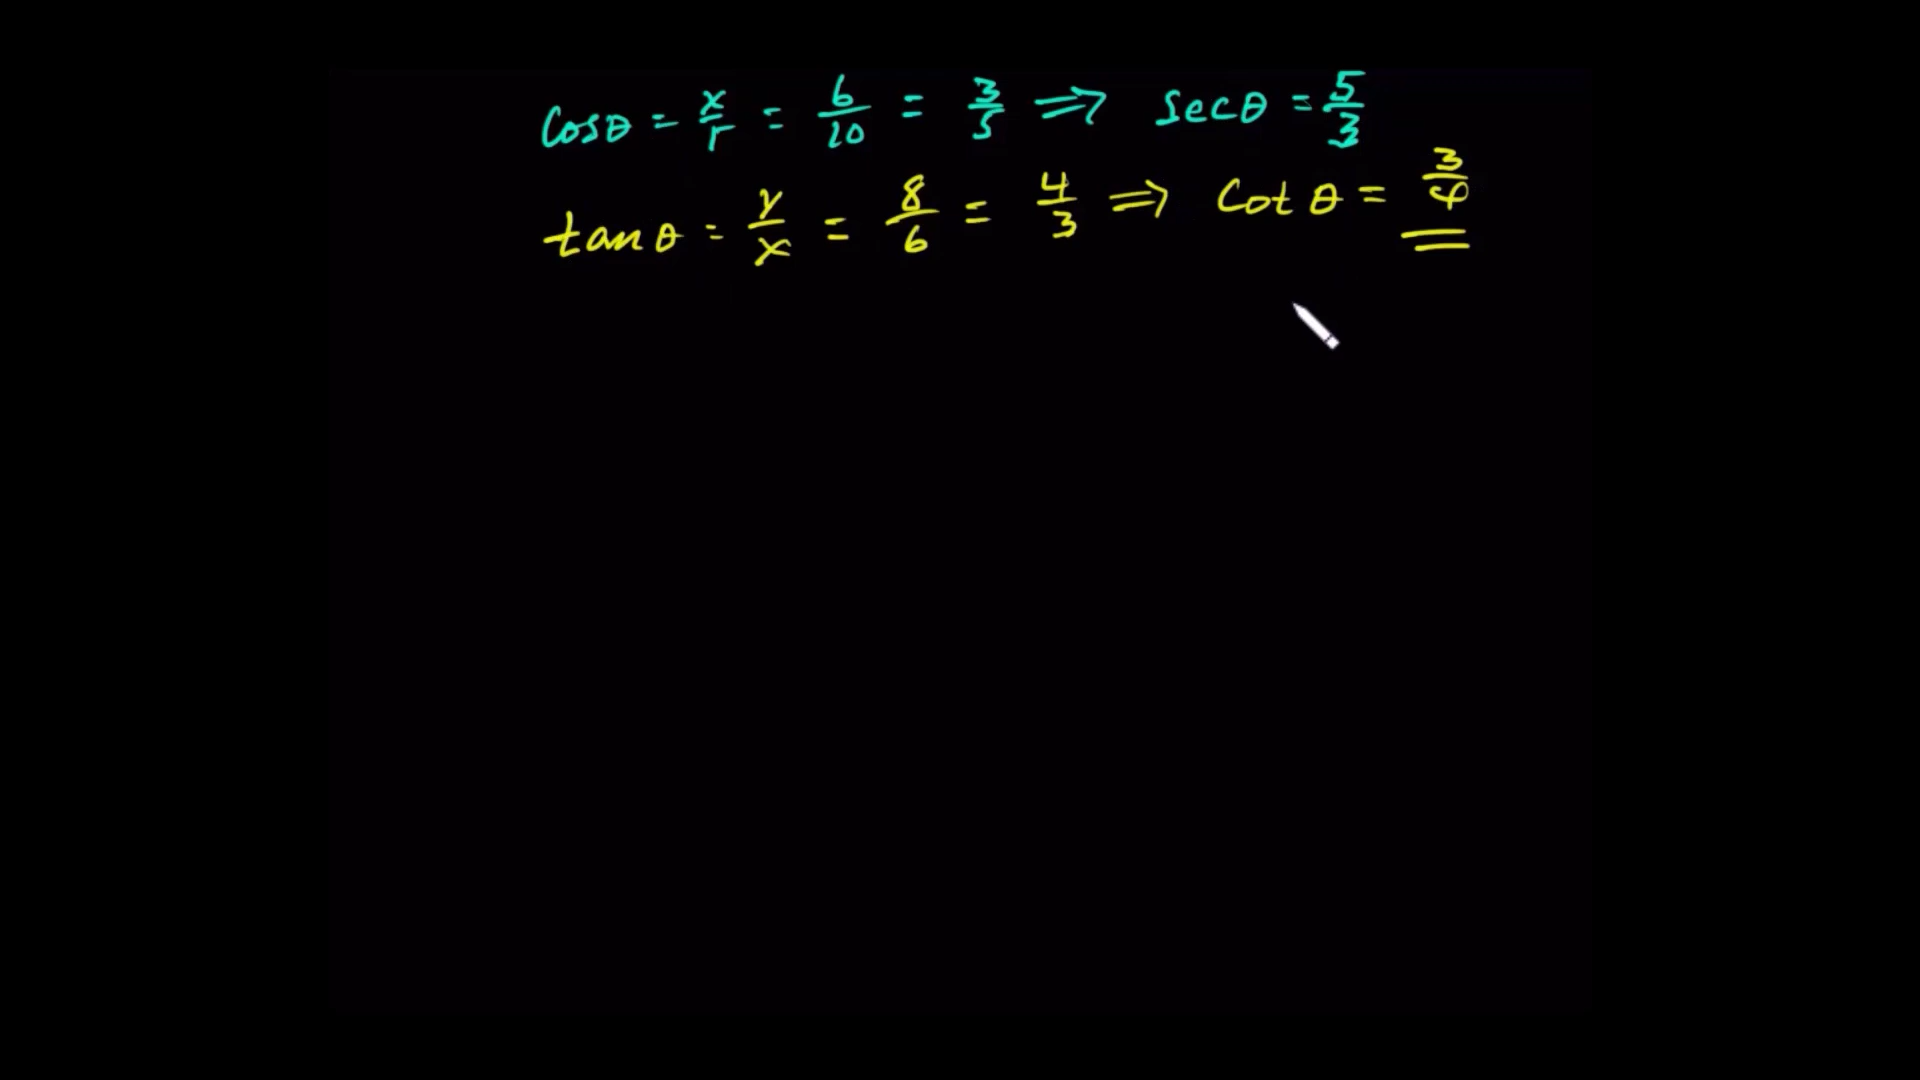 cosθ = x/r = 6/10 = 3/5 ⇒ secθ = 5/3
tanθ = y/x = 8/6 = 4/3 ⇒ cotθ = 3/4